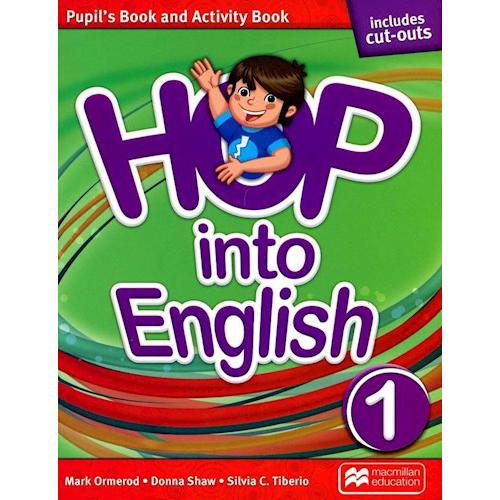 Pupil's Book and Activity Book
includes
cut-outs
HOP
into
English
1
Mark Ormerod • Donna Shaw • Silvia C. Tiberio
macmillan
education